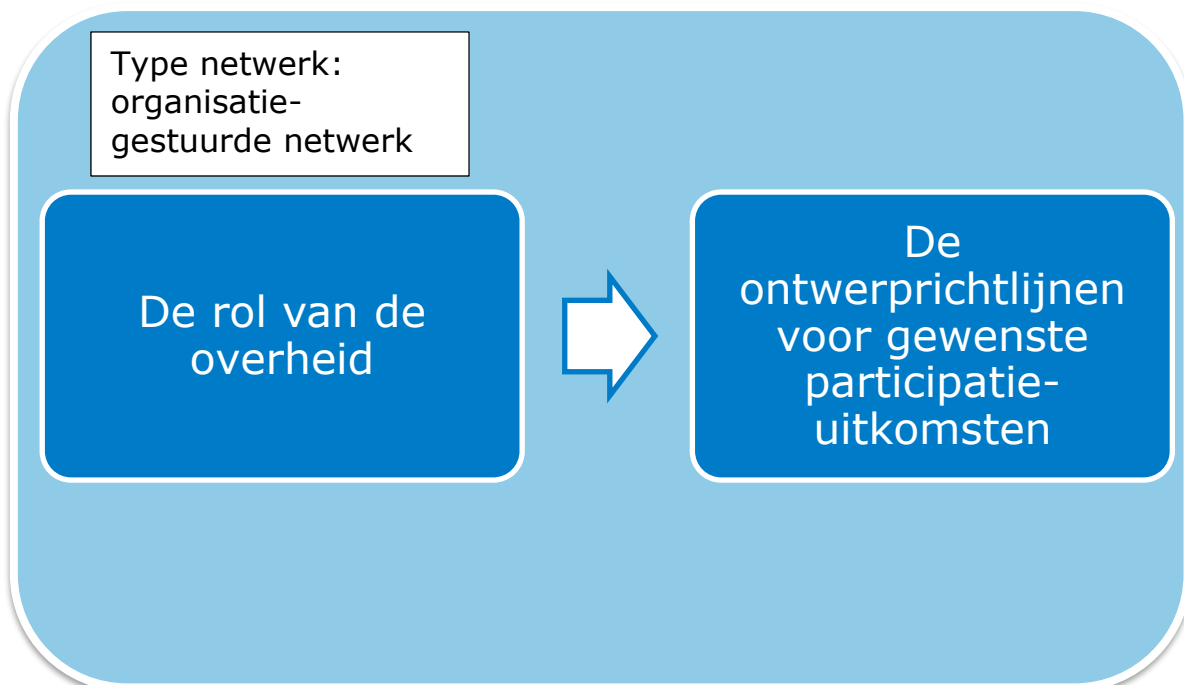 Type netwerk:
organisatie-
gestuurde netwerk
De rol van de
overheid
De
ontwerprichtlijnen
voor gewenste
participatie-
uitkomsten